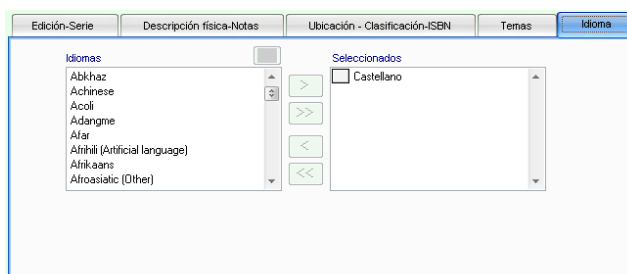 Edición-Serie Descripción física-Notas Ubicación - Clasificación-ISBN Temas Idioma
Idiomas Seleccionados
Abkhaz
Achinese
Acoli
Adangme
Afar
Afrihili (Artificial language)
Afrikaans
Afroasiatic (Other)
>
>>
<
<<
Castellano